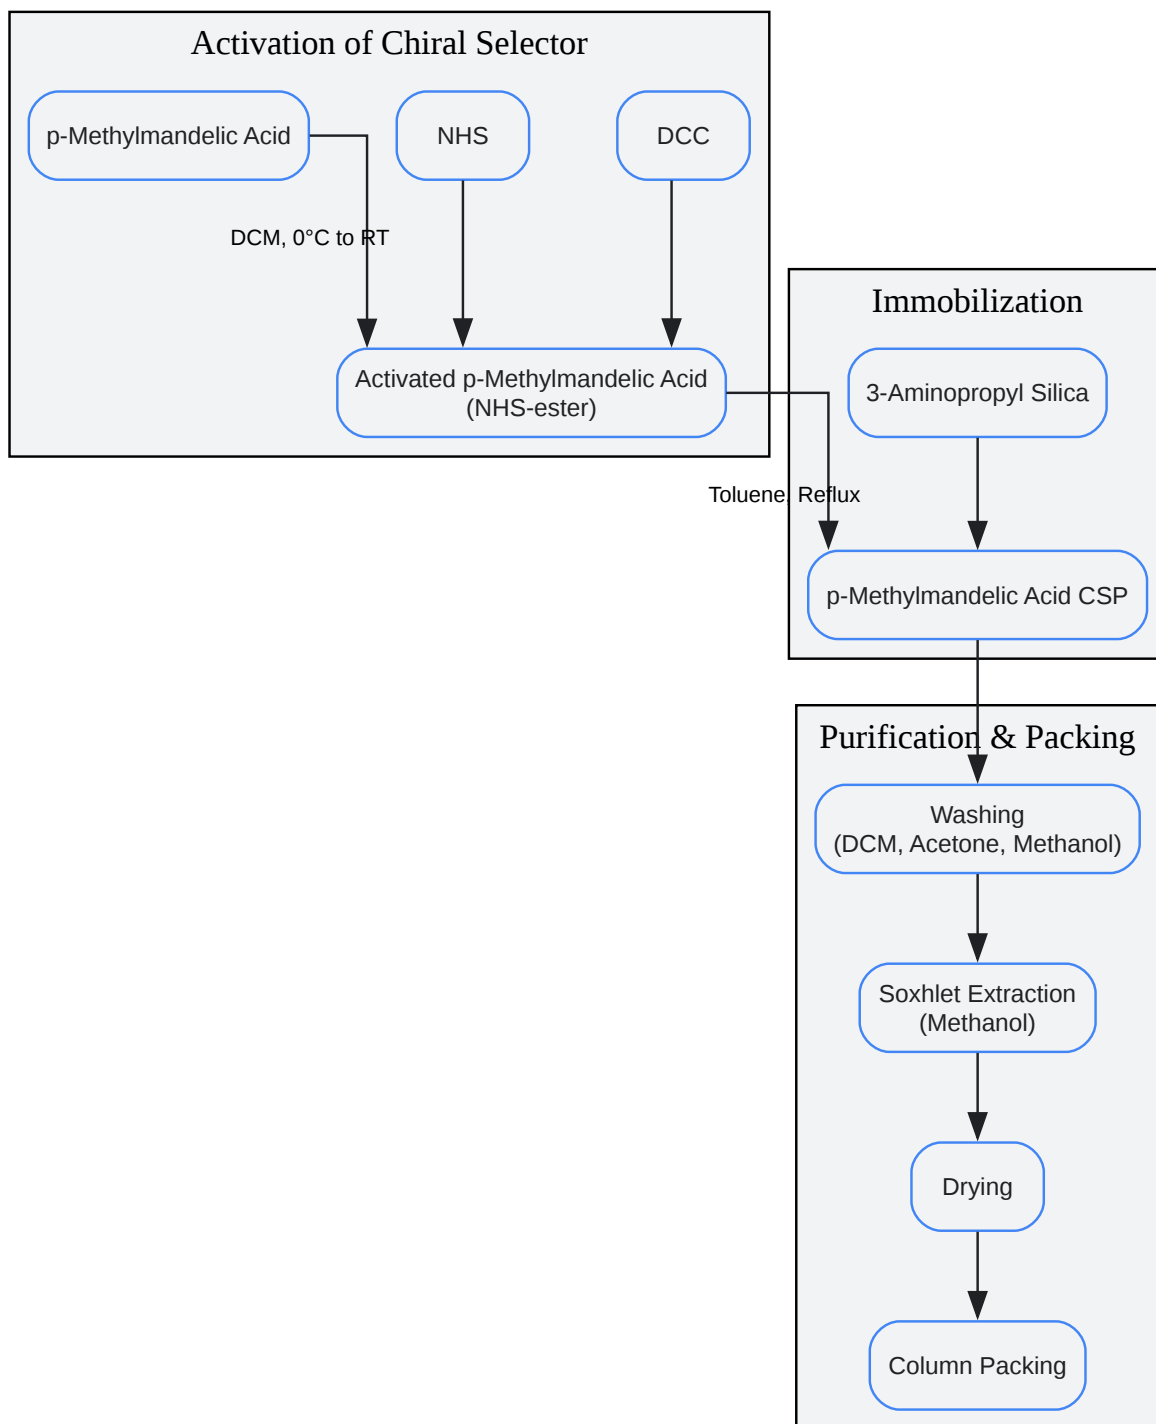 Activation of Chiral Selector
p-Methylmandelic Acid
NHS
DCC
DCM, 0°C to RT
Activated p-Methylmandelic Acid
(NHS-ester)
Immobilization
3-Aminopropyl Silica
Toluene, Reflux
p-Methylmandelic Acid CSP
Purification & Packing
Washing
(DCM, Acetone, Methanol)
Soxhlet Extraction
(Methanol)
Drying
Column Packing